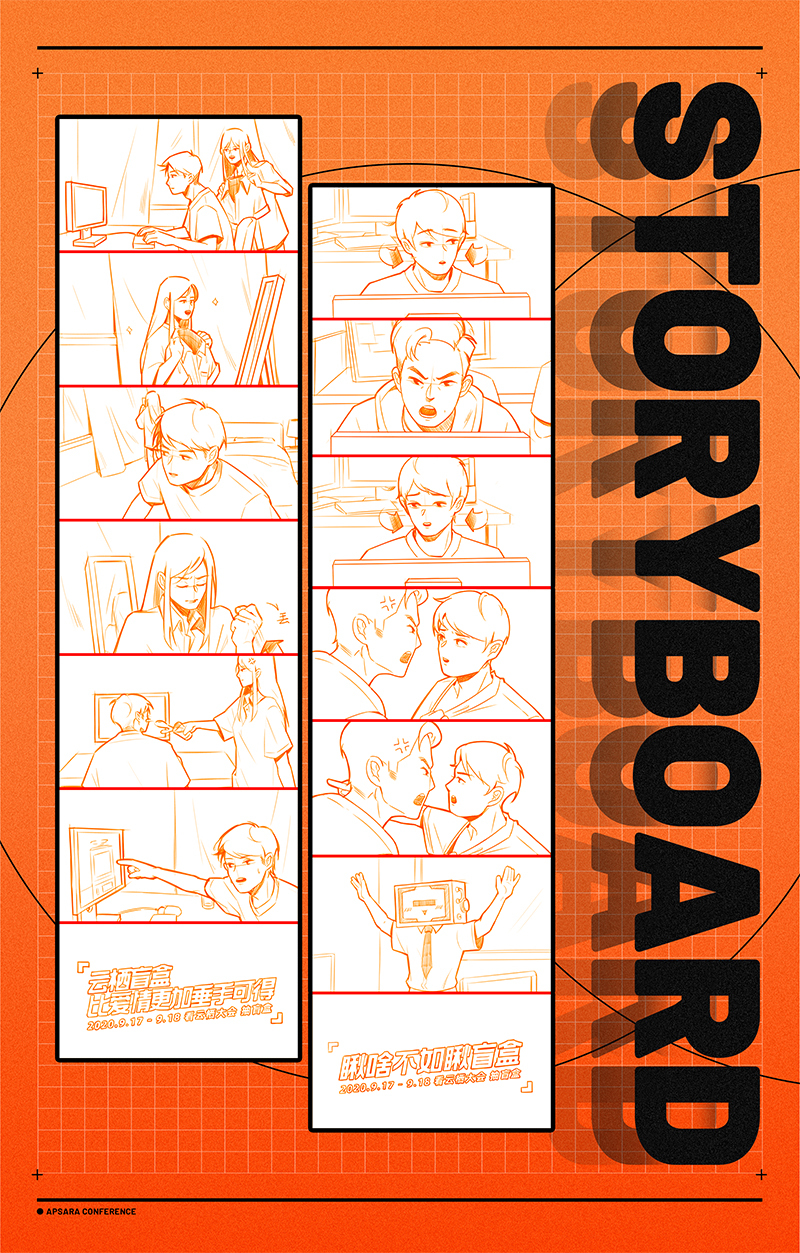 STORYBOARD
云栖盲盒
比爱情更加垂手可得
2020.9.17 - 9.18 看云栖大会 抽盲盒
瞅啥不如瞅盲盒
2020.9.17 - 9.18 看云栖大会 抽盲盒
APSARA CONFERENCE